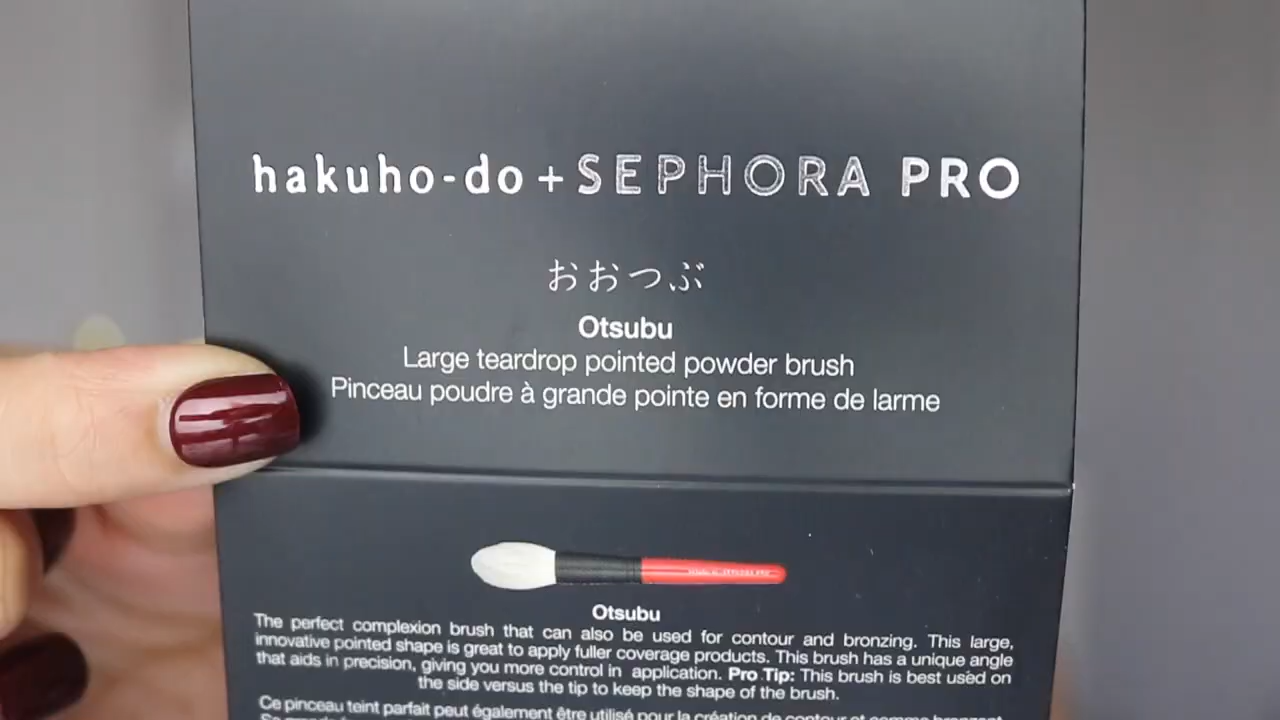 hakuho-do + SEPHORA PRO
おおつぶ
Otsubu
Large teardrop pointed powder brush
Pinceau poudre à grande pointe en forme de larme
Otsubu
The perfect complexion brush that can also be used for contour and bronzing. This large,
innovative pointed shape is great to apply fuller coverage products. This brush has a unique angle
that aids in precision, giving you more control in application. Pro Tip: This brush is best used on
the side versus the tip to keep the shape of the brush.
Ce pinceau teint parfait peut également être utilisé pour la création de contour et comme bronzant.